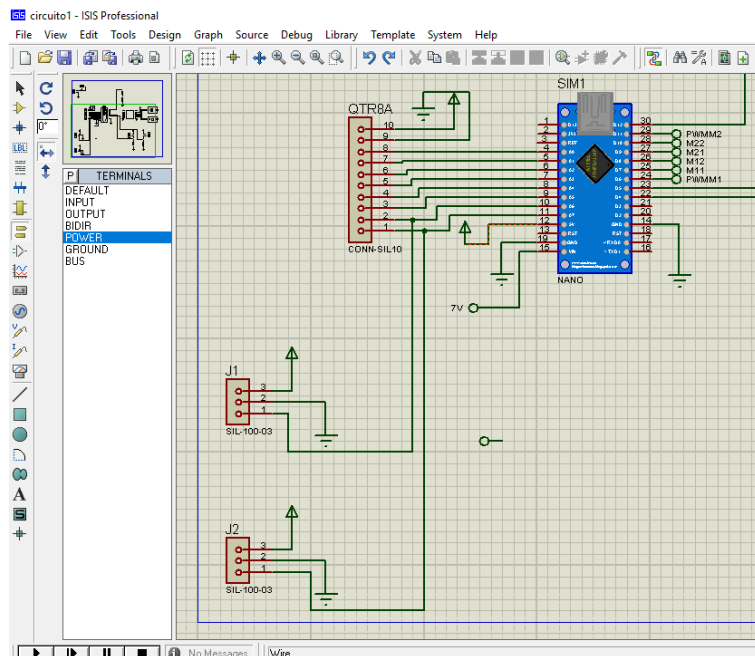 circuito1 - ISIS Professional
File View Edit Tools Design Graph Source Debug Library Template System Help
0°
P TERMINALS
DEFAULT
INPUT
OUTPUT
BIDIR
POWER
GROUND
BUS
LBL
A
S
QTR8A
10
9
8
7
6
5
4
3
2
1
CONN-SIL10
SIM1
1
2
3
4
5
6
7
8
9
10
11
12
13
19
15
30
29
28
27
26
25
24
23
22
21
20
14
18
17
16
PWMM2
M22
M21
M12
M11
PWMM1
NANO
7V
J1
3
2
1
SIL-100-03
J2
3
2
1
SIL-100-03
No Messages
Wire